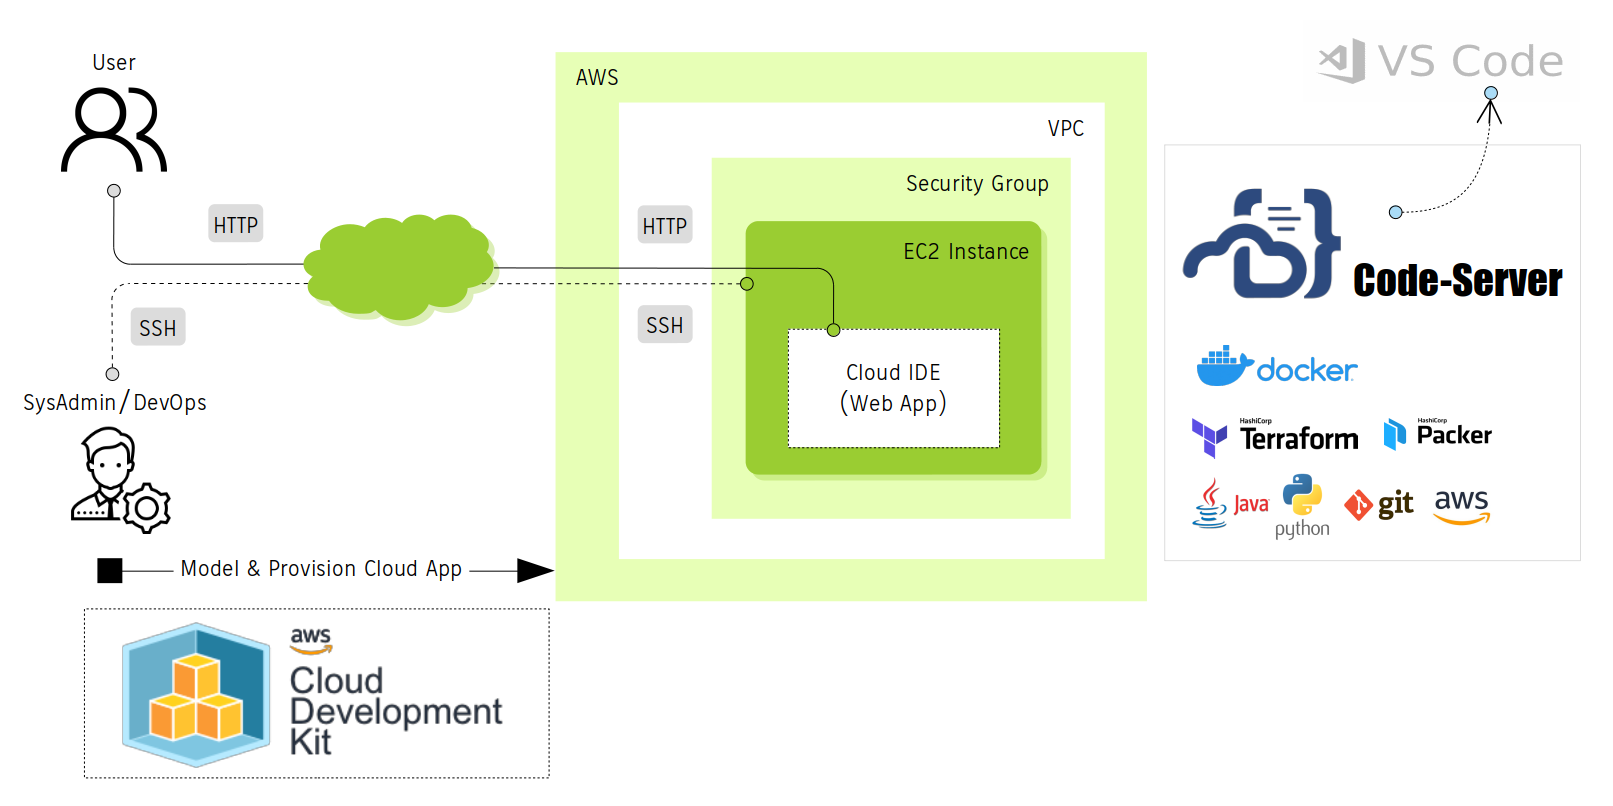 User
AWS
VS Code
VPC
Security Group
HTTP
HTTP
EC2 Instance
Code-Server
SSH
SSH
Cloud IDE
(Web App)
docker
SysAdmin/DevOps
HashiCorp
Terraform
HashiCorp
Packer
Java
python
git
aws
Model & Provision Cloud App
aws
Cloud
Development
Kit